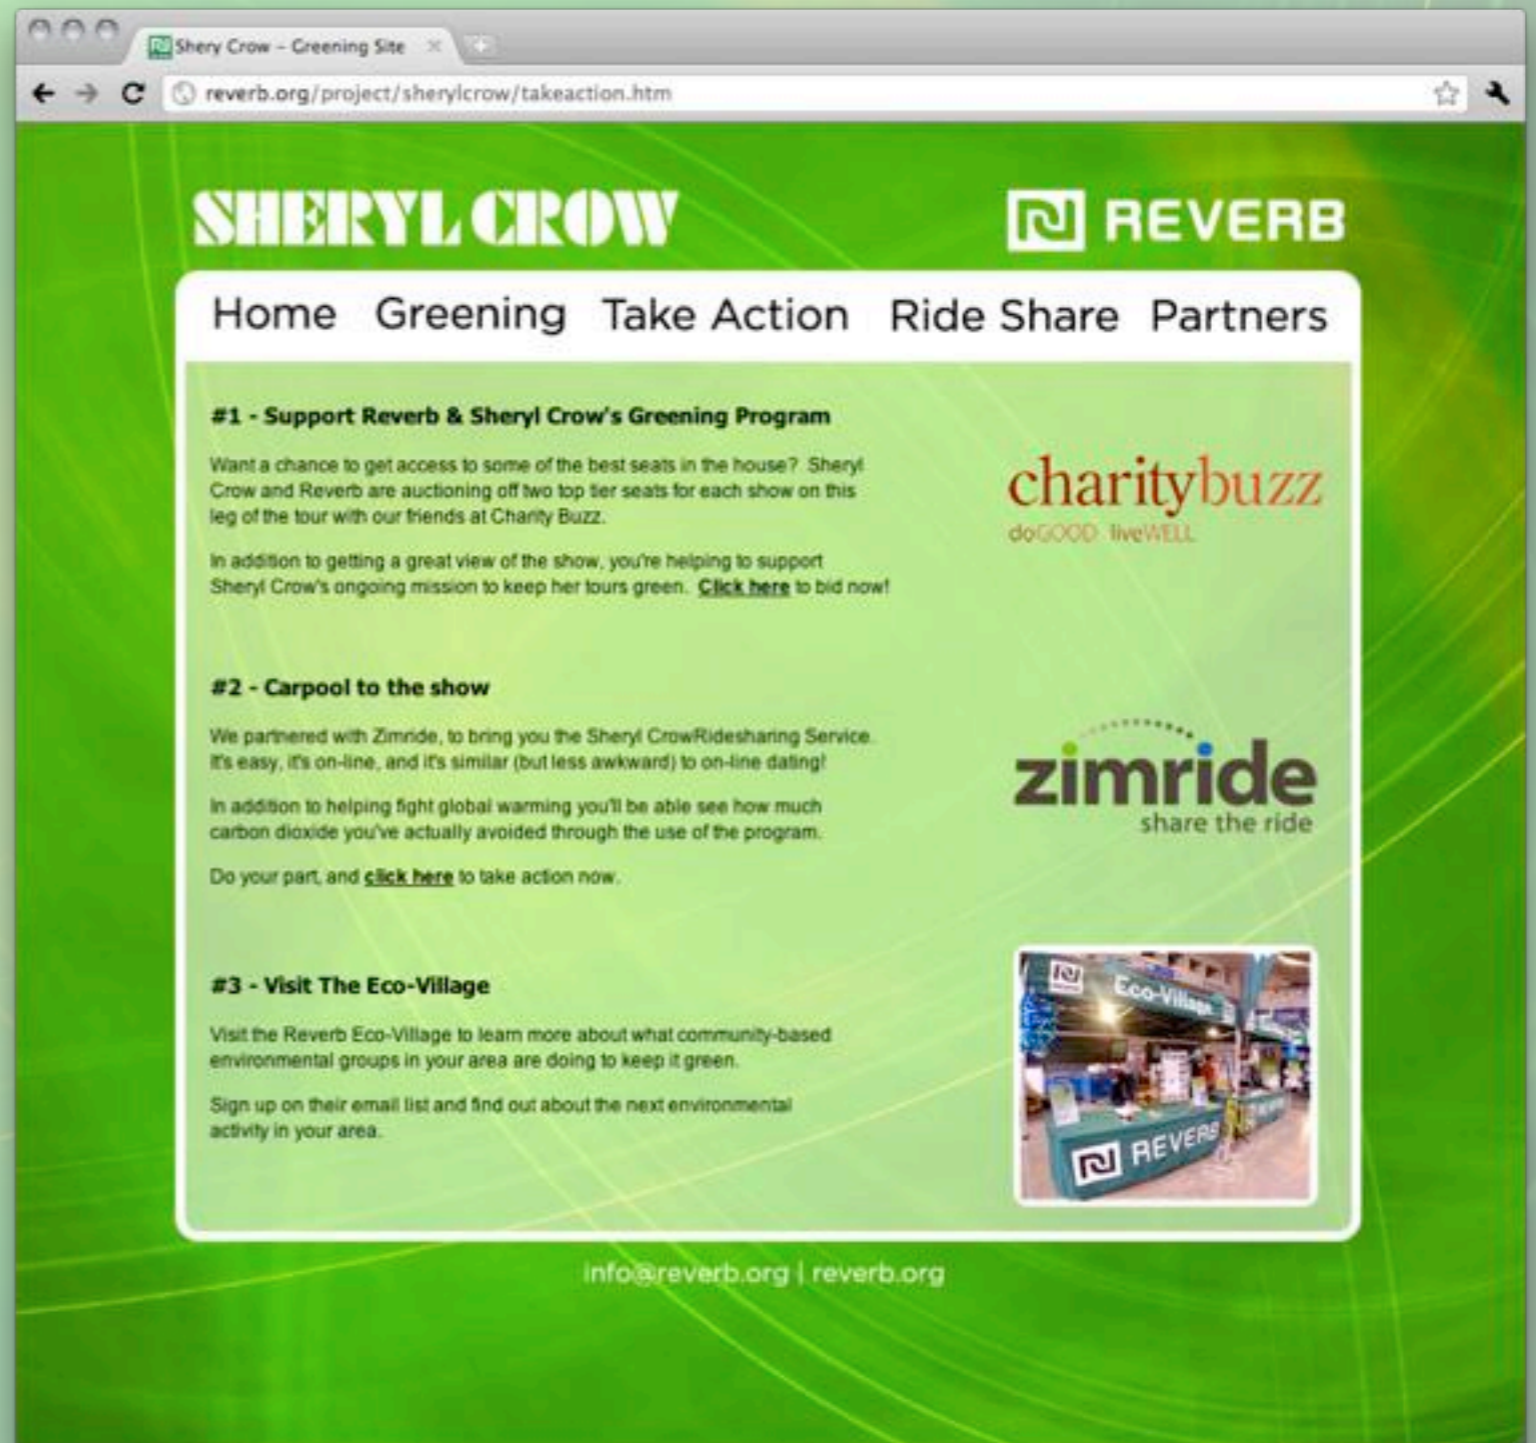 Shery Crow – Greening Site
reverb.org/project/sherylcrow/takeaction.htm
SHERYL CROW
REVERB
Home Greening Take Action Ride Share Partners
#1 - Support Reverb & Sheryl Crow's Greening Program
Want a chance to get access to some of the best seats in the house? Sheryl
Crow and Reverb are auctioning off two top tier seats for each show on this
leg of the tour with our friends at Charity Buzz.
In addition to getting a great view of the show, you're helping to support
Sheryl Crow's ongoing mission to keep her tours green. Click here to bid now!
charitybuzz
doGOOD liveWELL
#2 - Carpool to the show
We partnered with Zimride, to bring you the Sheryl CrowRidesharing Service.
It's easy, it's on-line, and it's similar (but less awkward) to on-line dating!
In addition to helping fight global warming you'll be able see how much
carbon dioxide you've actually avoided through the use of the program.
Do your part, and click here to take action now.
zimride
share the ride
#3 - Visit The Eco-Village
Visit the Reverb Eco-Village to learn more about what community-based
environmental groups in your area are doing to keep it green.
Sign up on their email list and find out about the next environmental
activity in your area.
Eco-Village
REVERB
info@reverb.org | reverb.org